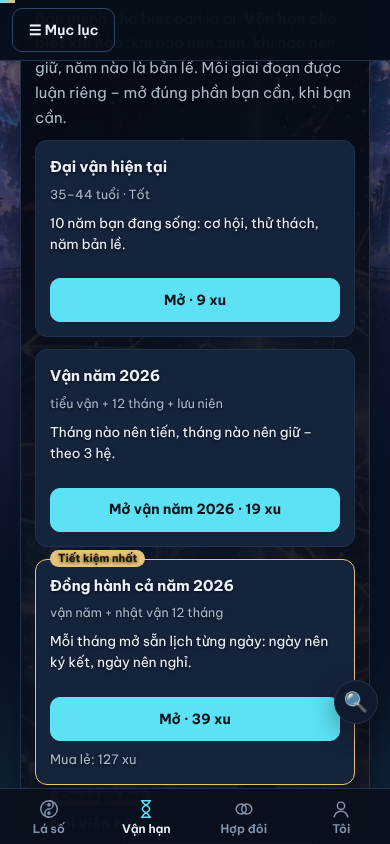 ☰ Mục lục
giữ, năm nào là bản lề. Mỗi giai đoạn được
luận riêng – mở đúng phần bạn cần, khi bạn
cần.
Đại vận hiện tại
35–44 tuổi · Tốt
10 năm bạn đang sống: cơ hội, thử thách,
năm bản lề.
Mở · 9 xu
Vận năm 2026
tiểu vận + 12 tháng + lưu niên
Tháng nào nên tiến, tháng nào nên giữ –
theo 3 hệ.
Mở vận năm 2026 · 19 xu
Tiết kiệm nhất
Đồng hành cả năm 2026
vận năm + nhật vận 12 tháng
Mỗi tháng mở sẵn lịch từng ngày: ngày nên
ký kết, ngày nên nghỉ.
Mở · 39 xu
Mua lẻ: 127 xu
Lá số
Vận hạn
Hợp đôi
Tôi